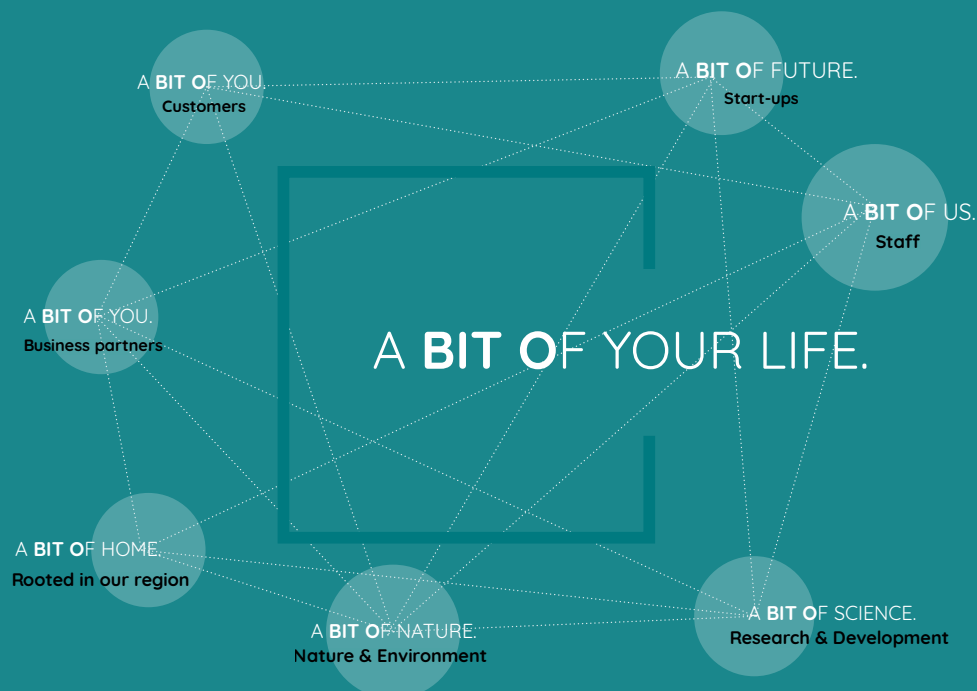 A BIT OF YOU.
Customers
A BIT OF FUTURE.
Start-ups
A BIT OF US.
Staff
A BIT OF YOU.
Business partners
A BIT OF YOUR LIFE.
A BIT OF HOME.
Rooted in our region
A BIT OF NATURE.
Nature & Environment
A BIT OF SCIENCE.
Research & Development